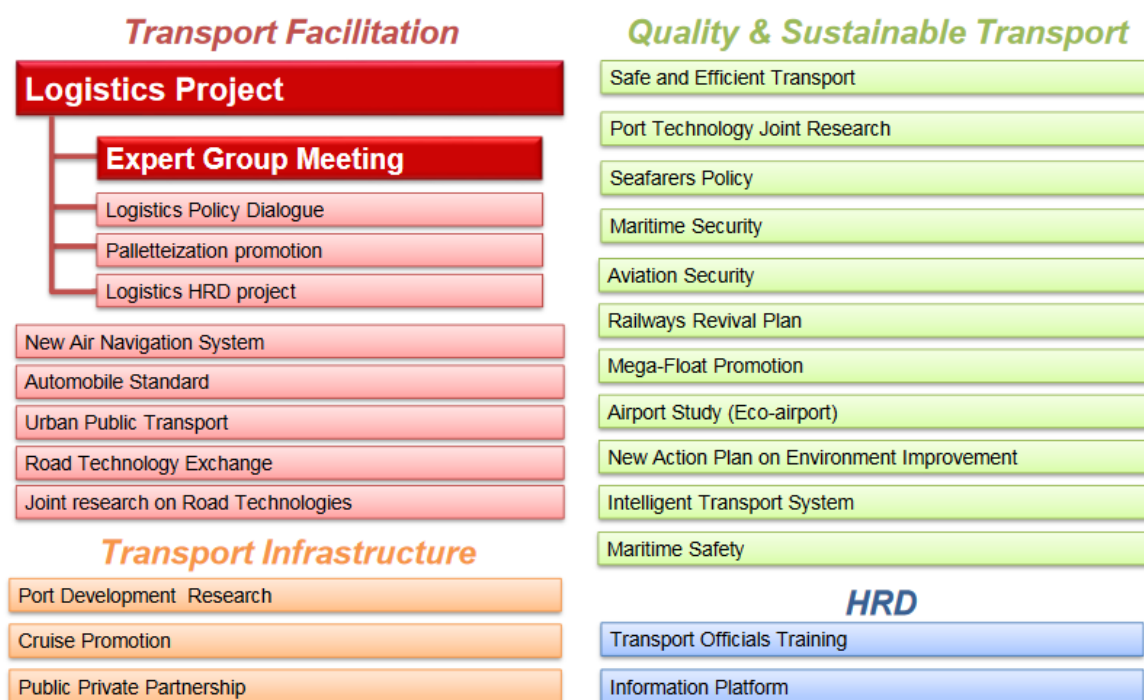 Transport Facilitation
Logistics Project
Expert Group Meeting
Logistics Policy Dialogue
Palletteization promotion
Logistics HRD project
New Air Navigation System
Automobile Standard
Urban Public Transport
Road Technology Exchange
Joint research on Road Technologies
Transport Infrastructure
Port Development Research
Cruise Promotion
Public Private Partnership
Quality & Sustainable Transport
Safe and Efficient Transport
Port Technology Joint Research
Seafarers Policy
Maritime Security
Aviation Security
Railways Revival Plan
Mega-Float Promotion
Airport Study (Eco-airport)
New Action Plan on Environment Improvement
Intelligent Transport System
Maritime Safety
HRD
Transport Officials Training
Information Platform